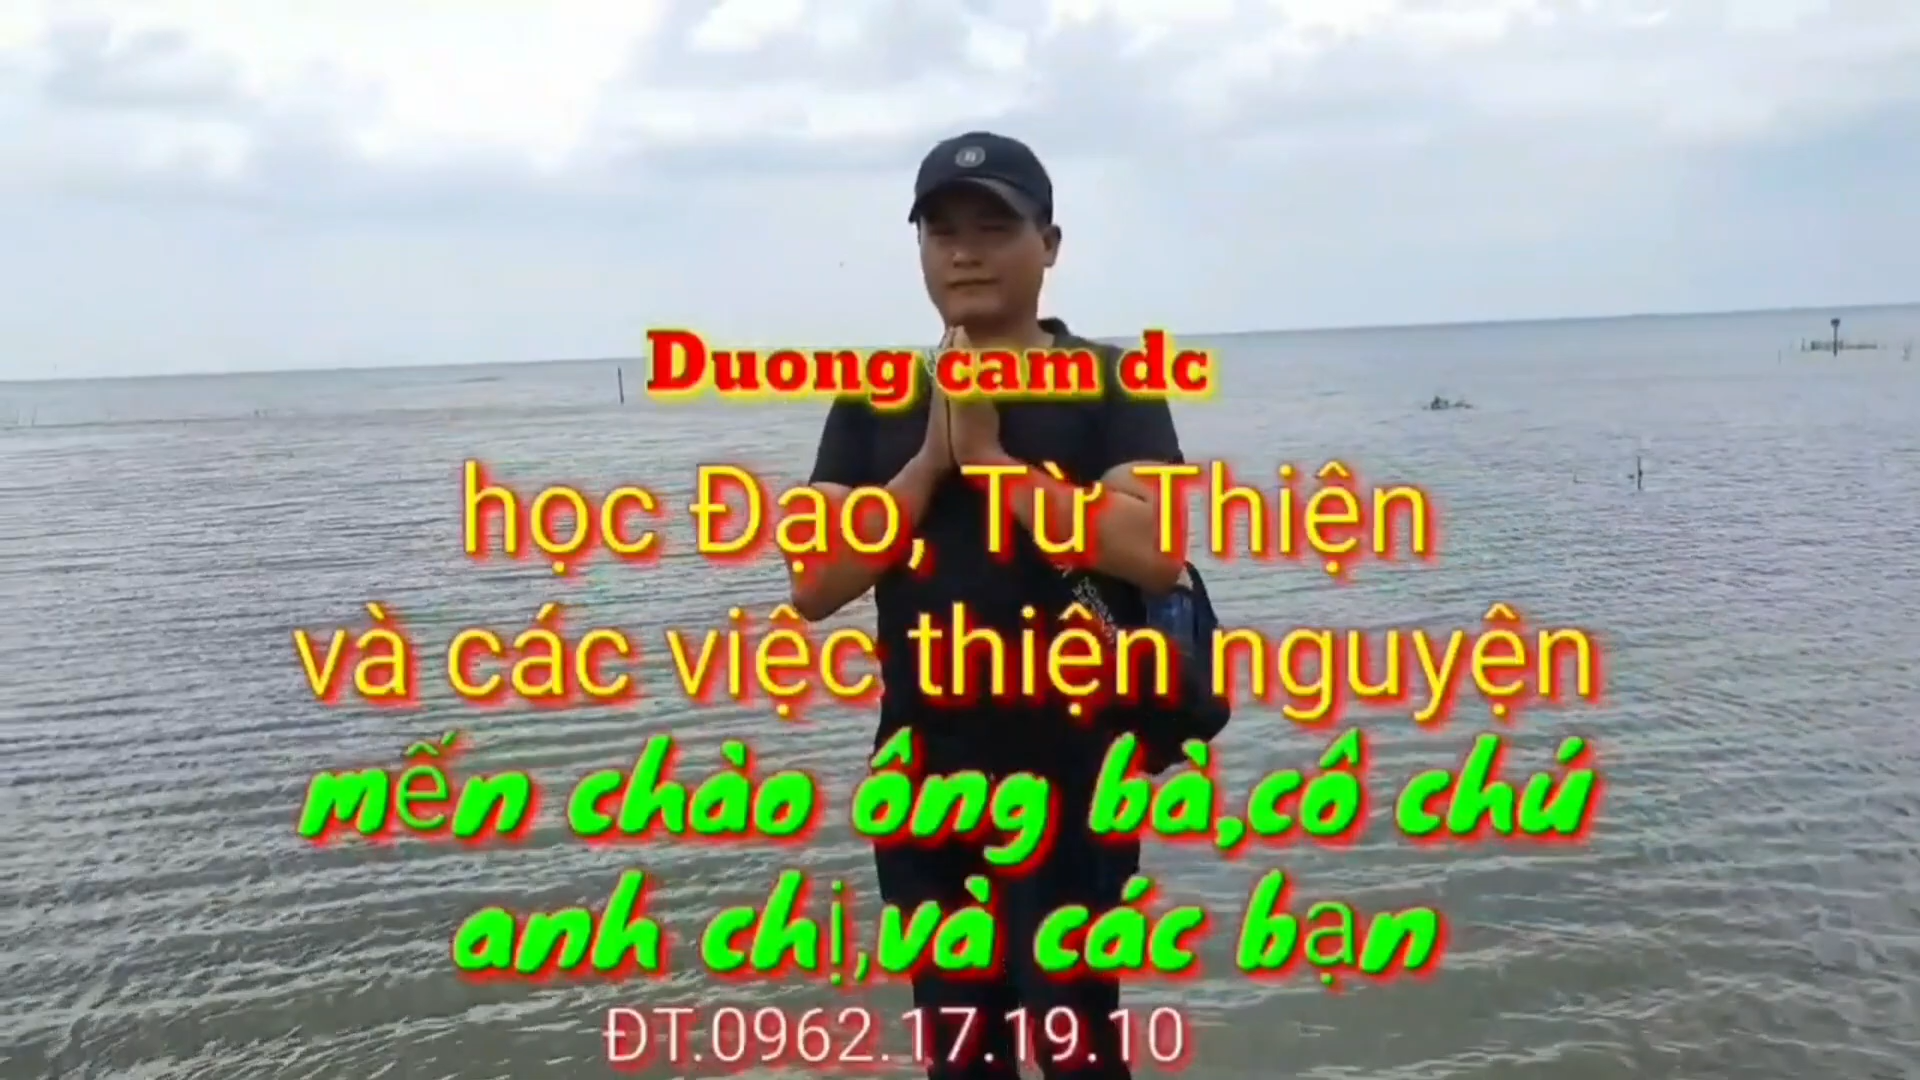 Duong cam dc
học Đạo, Từ Thiện
và các việc thiện nguyện
mến chào ông bà,cô chú
anh chị,và các bạn
ĐT.0962.17.19.10